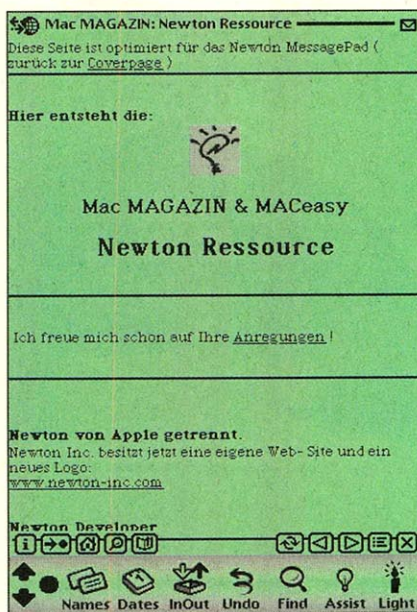 Mac MAGAZIN: Newton Ressource
Diese Seite ist optimiert für das Newton MessagePad (
zurück zur Coverpage )
Hier entsteht die:
Mac MAGAZIN & MACeasy
Newton Ressource
Ich freue mich schon auf Ihre Anregungen !
Newton von Apple getrennt.
Newton Inc. besitzt jetzt eine eigene Web- Site und ein
neues Logo:
www.newton-inc.com
Newton Developer
Names Dates InOut Undo Find Assist Light